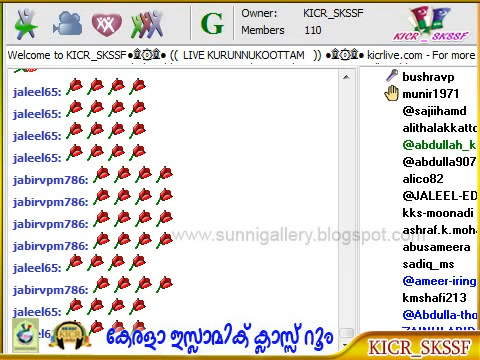 G
Owner: KICR_SKSSF
Members 110
KICR_SKSSF
Welcome to KICR_SKSSF●۩۞۩● (( LIVE KURUNNUKOOTTAM )) ●۩۞۩● kicrlive.com - For more
jaleel65:
jaleel65:
jaleel65:
jaleel65:
jabirvpm786:
jabirvpm786:
jabirvpm786:
jabirvpm786:
jaleel65:
jabirvpm786:
jaleel65:
bushravp
munir1971
@sajiihamd
alithalakkatto
@abdullah_k
@abdulla907
alico82
@JALEEL-ED
kks-moonadi
ashraf.k.moha
abusameera
sadiq_ms
@ameer-iring
kmshafi213
@Abdulla-tho
www.sunnigallery.blogspot.com
KICR
കേരളാ ഇസ്ലാമിക് ക്ലാസ്സ് റൂം
KICR_SKSSF